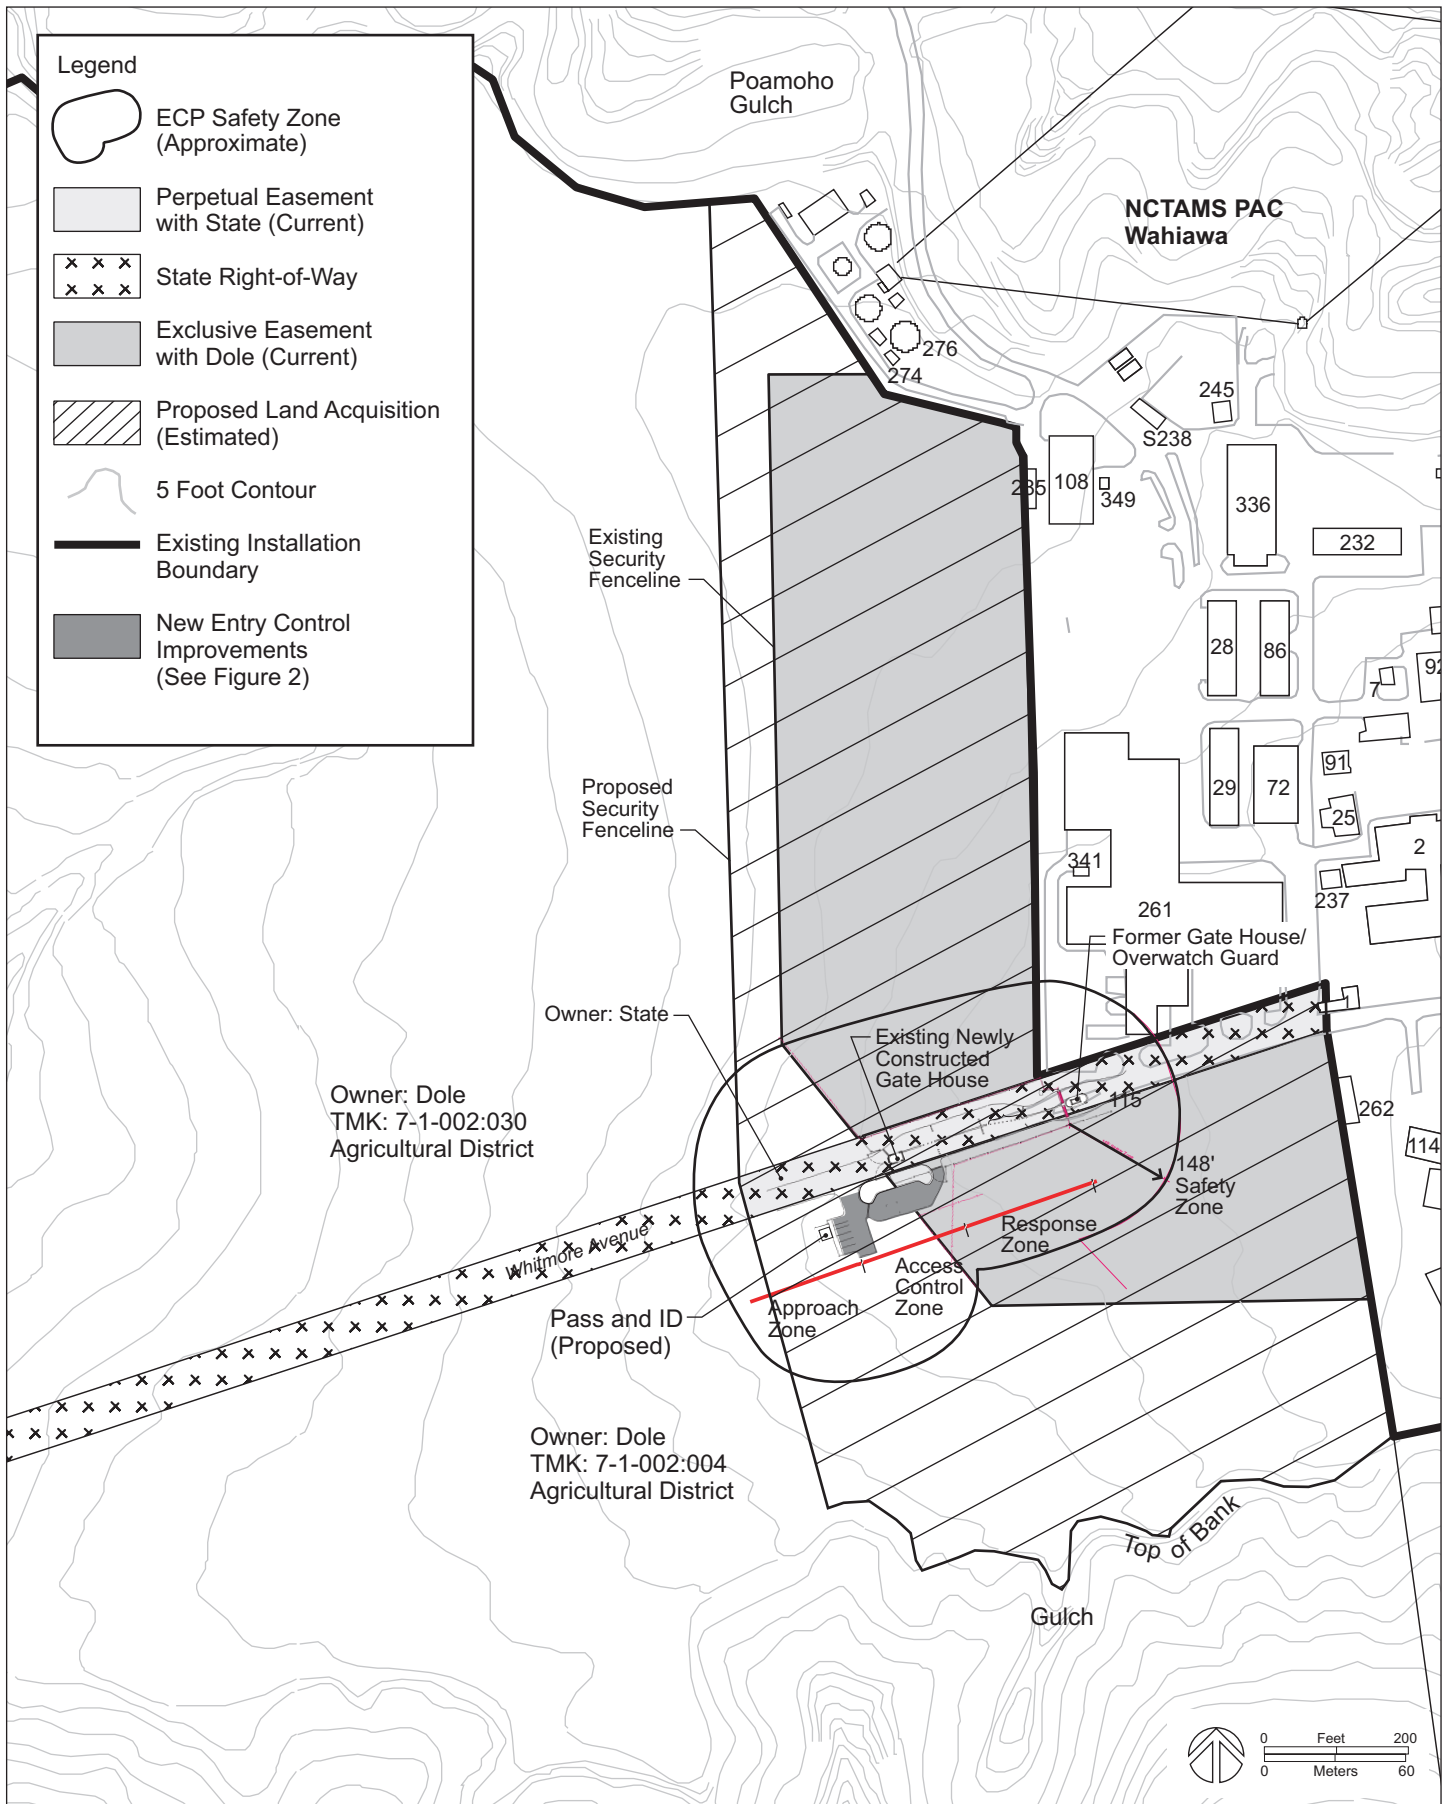 Legend
ECP Safety Zone
(Approximate)
Perpetual Easement
with State (Current)
State Right-of-Way
Exclusive Easement
with Dole (Current)
Proposed Land Acquisition
(Estimated)
5 Foot Contour
Existing Installation
Boundary
New Entry Control
Improvements
(See Figure 2)
Poamoho
Gulch
NCTAMS PAC
Wahiawa
276
274
245
S238
235
108
349
336
232
Existing
Security
Fenceline
28
86
7
92
Proposed
Security
Fenceline
29
72
91
25
2
341
237
261
Former Gate House/
Overwatch Guard
Owner: State
Existing Newly
Constructed
Gate House
Owner: Dole
TMK: 7-1-002:030
Agricultural District
115
262
114
148'
Safety
Zone
Response
Zone
Whitmore Avenue
Access
Control
Zone
Approach
Zone
Pass and ID
(Proposed)
Owner: Dole
TMK: 7-1-002:004
Agricultural District
Top of Bank
Gulch
0 Feet 200
0 Meters 60